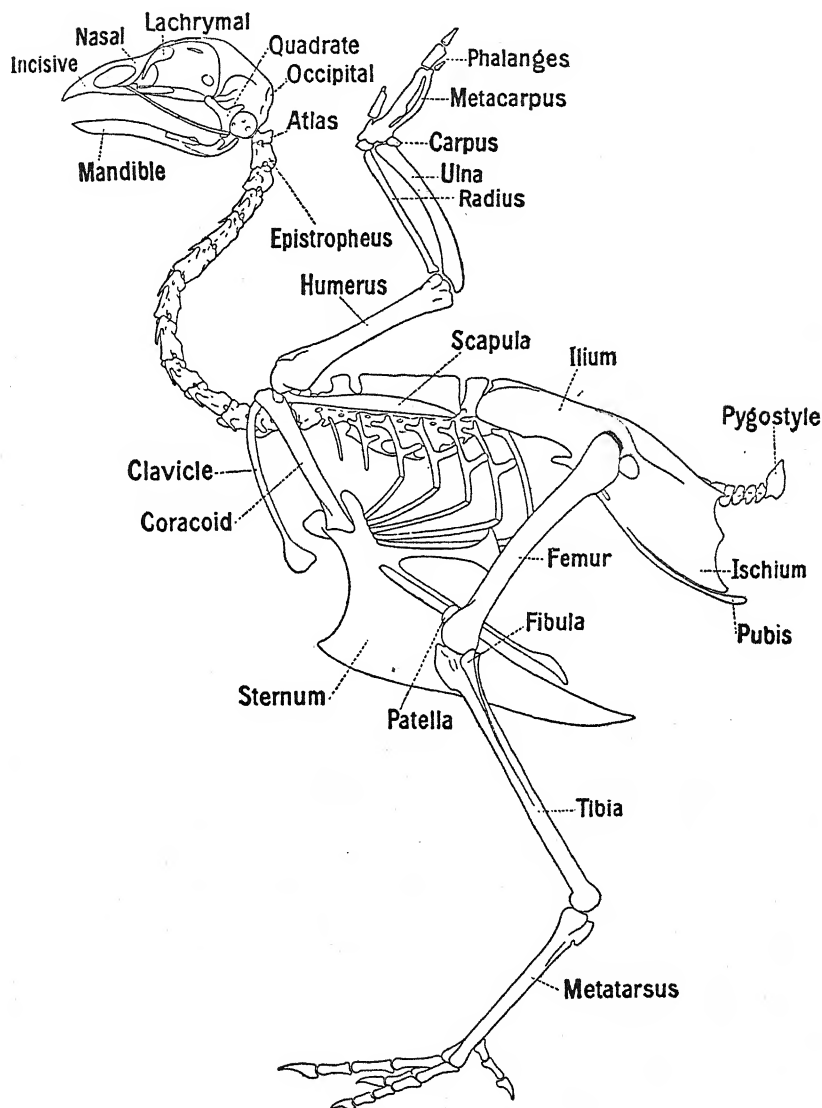 Lachrymal
Nasal
Quadrate
Incisive
Occipital
Phalanges
Metacarpus
Atlas
Carpus
Mandible
Ulna
Radius
Epistropheus
Humerus
Scapula
Ilium
Pygostyle
Clavicle
Coracoid
Femur
Ischium
Fibula
Pubis
Sternum
Patella
Tibia
Metatarsus